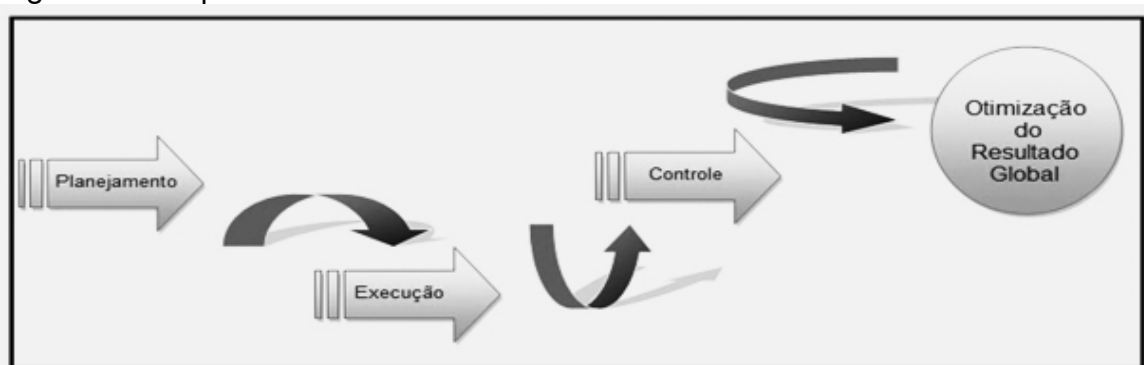 Planejamento
Execução
Controle
Otimização
do
Resultado
Global